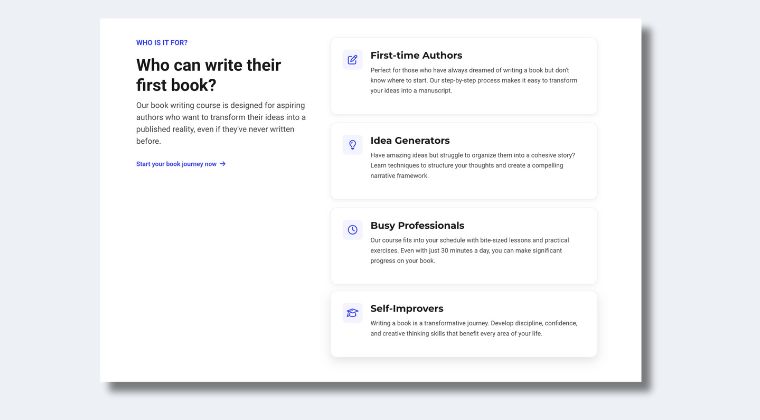 WHO IS IT FOR?
Who can write their
first book?
Our book writing course is designed for aspiring
authors who want to transform their ideas into a
published reality, even if they've never written
before.
Start your book journey now →
First-time Authors
Perfect for those who have always dreamed of writing a book but don't
know where to start. Our step-by-step process makes it easy to transform
your ideas into a manuscript.
Idea Generators
Have amazing ideas but struggle to organize them into a cohesive story?
Learn techniques to structure your thoughts and create a compelling
narrative framework.
Busy Professionals
Our course fits into your schedule with bite-sized lessons and practical
exercises. Even with just 30 minutes a day, you can make significant
progress on your book.
Self-Improvers
Writing a book is a transformative journey. Develop discipline, confidence,
and creative thinking skills that benefit every area of your life.